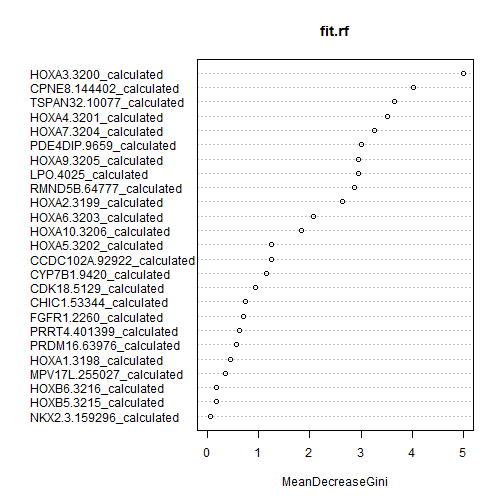 fit.rf
HOXA3.3200_calculated
CPNE8.144402_calculated
TSPAN32.10077_calculated
HOXA4.3201_calculated
HOXA7.3204_calculated
PDE4DIP.9659_calculated
HOXA9.3205_calculated
LPO.4025_calculated
RMND5B.64777_calculated
HOXA2.3199_calculated
HOXA6.3203_calculated
HOXA10.3206_calculated
HOXA5.3202_calculated
CCDC102A.92922_calculated
CYP7B1.9420_calculated
CDK18.5129_calculated
CHIC1.53344_calculated
FGFR1.2260_calculated
PRRT4.401399_calculated
PRDM16.63976_calculated
HOXA1.3198_calculated
MPV17L.255027_calculated
HOXB6.3216_calculated
HOXB5.3215_calculated
NKX2.3.159296_calculated
0 1 2 3 4 5
MeanDecreaseGini